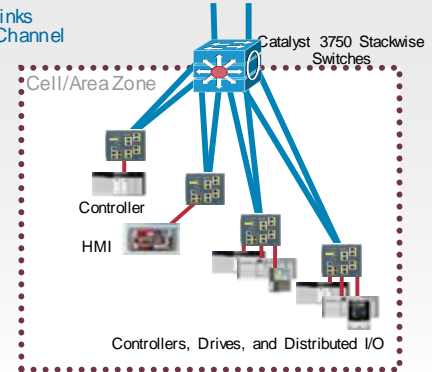 inks
Channel
Catalyst 3750 Stackwise
Switches
Cell/Area Zone
Controller
HMI
Controllers, Drives, and Distributed I/O